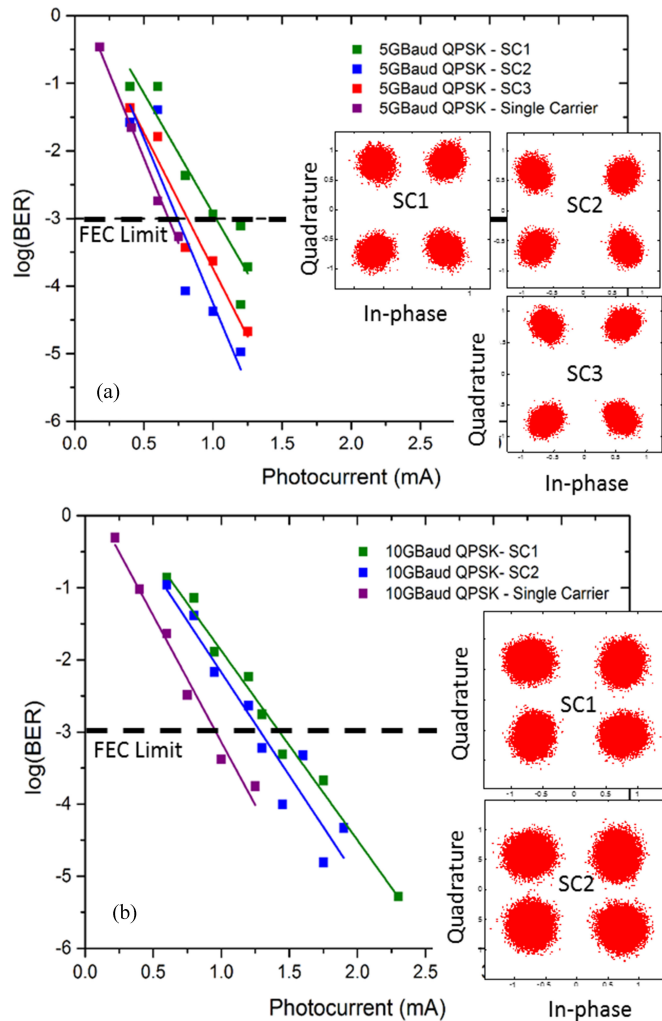 0
5GBaud QPSK - SC1
5GBaud QPSK - SC2
5GBaud QPSK - SC3
5GBaud QPSK - Single Carrier
-1
-2
-3
-4
-5
-6
log(BER)
FEC Limit
(a)
0.0 0.5 1.0 1.5 2.0 2.5
Photocurrent (mA)
Quadrature
SC1
In-phase
SC2
Quadrature
SC3
In-phase
0
10GBaud QPSK- SC1
10GBaud QPSK- SC2
10GBaud QPSK - Single Carrier
-1
-2
-3
-4
-5
-6
log(BER)
FEC Limit
(b)
0.0 0.5 1.0 1.5 2.0 2.5
Photocurrent (mA)
Quadrature
SC1
Quadrature
SC2
In-phase